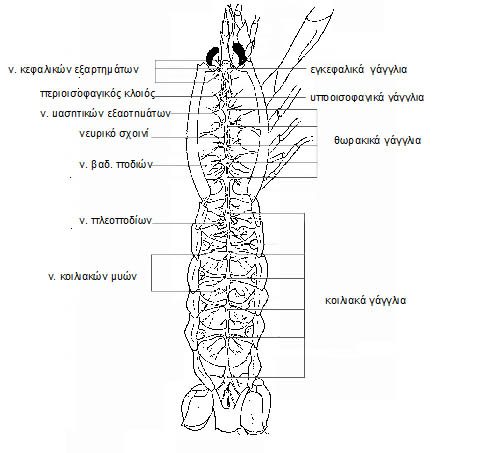 ν. κεφαλικών εξαρτημάτων
εγκεφαλικά γάγγλια
περιοισοφαγικός κλοιός
υποοισοφαγικά γάγγλια
ν. μασητικών εξαρτημάτων
νευρικό σχοινί
θωρακικά γάγγλια
ν. βαδ. ποδιών
ν. πλεοποδίων
ν. κοιλιακών μυών
κοιλιακά γάγγλια